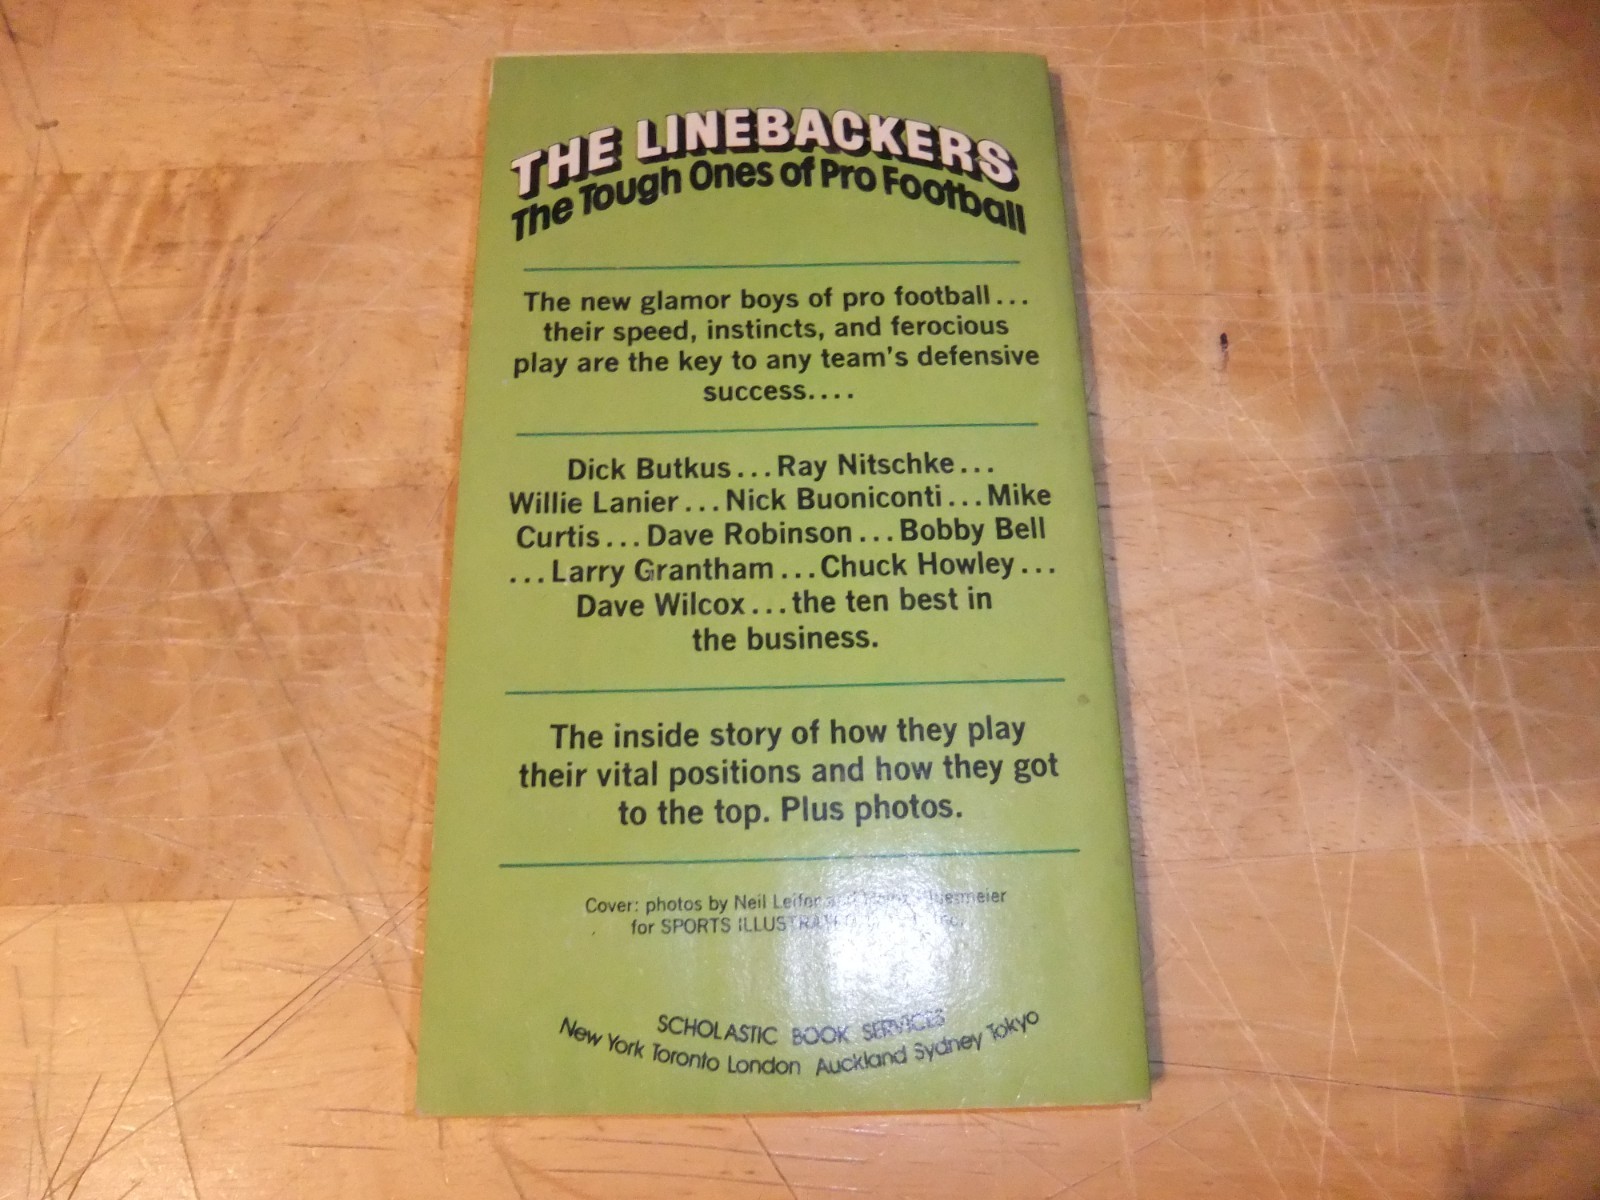 THE LINEBACKERS
The Tough Ones of Pro Football
The new glamor boys of pro football...
their speed, instincts, and ferocious
play are the key to any team's defensive
success....
Dick Butkus...Ray Nitschke...
Willie Lanier...Nick Buoniconti...Mike
Curtis...Dave Robinson...Bobby Bell
...Larry Grantham...Chuck Howley...
Dave Wilcox...the ten best in
the business.
The inside story of how they play
their vital positions and how they got
to the top. Plus photos.
Cover: photos by Neil Leifer and
for SPORTS ILLUSTRATED
SCHOLASTIC BOOK SERVICES
New York Toronto London Auckland Sydney Tokyo